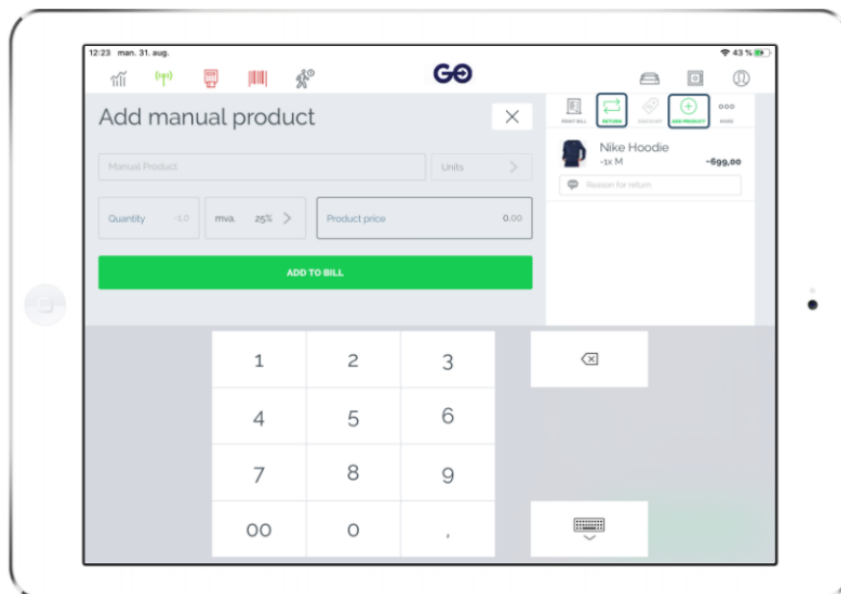 12:23 man. 31. aug.
43 %
GO
Add manual product
PRINT BILL
RETURN
DISCOUNT
ADD PRODUCT
MORE
Nike Hoodie
-1x M
-699,00
Reason for return
Manual Product
Units
Quantity -1.0
mva. 25%
Product price 0.00
ADD TO BILL
1 2 3
4 5 6
7 8 9
00 0 ,